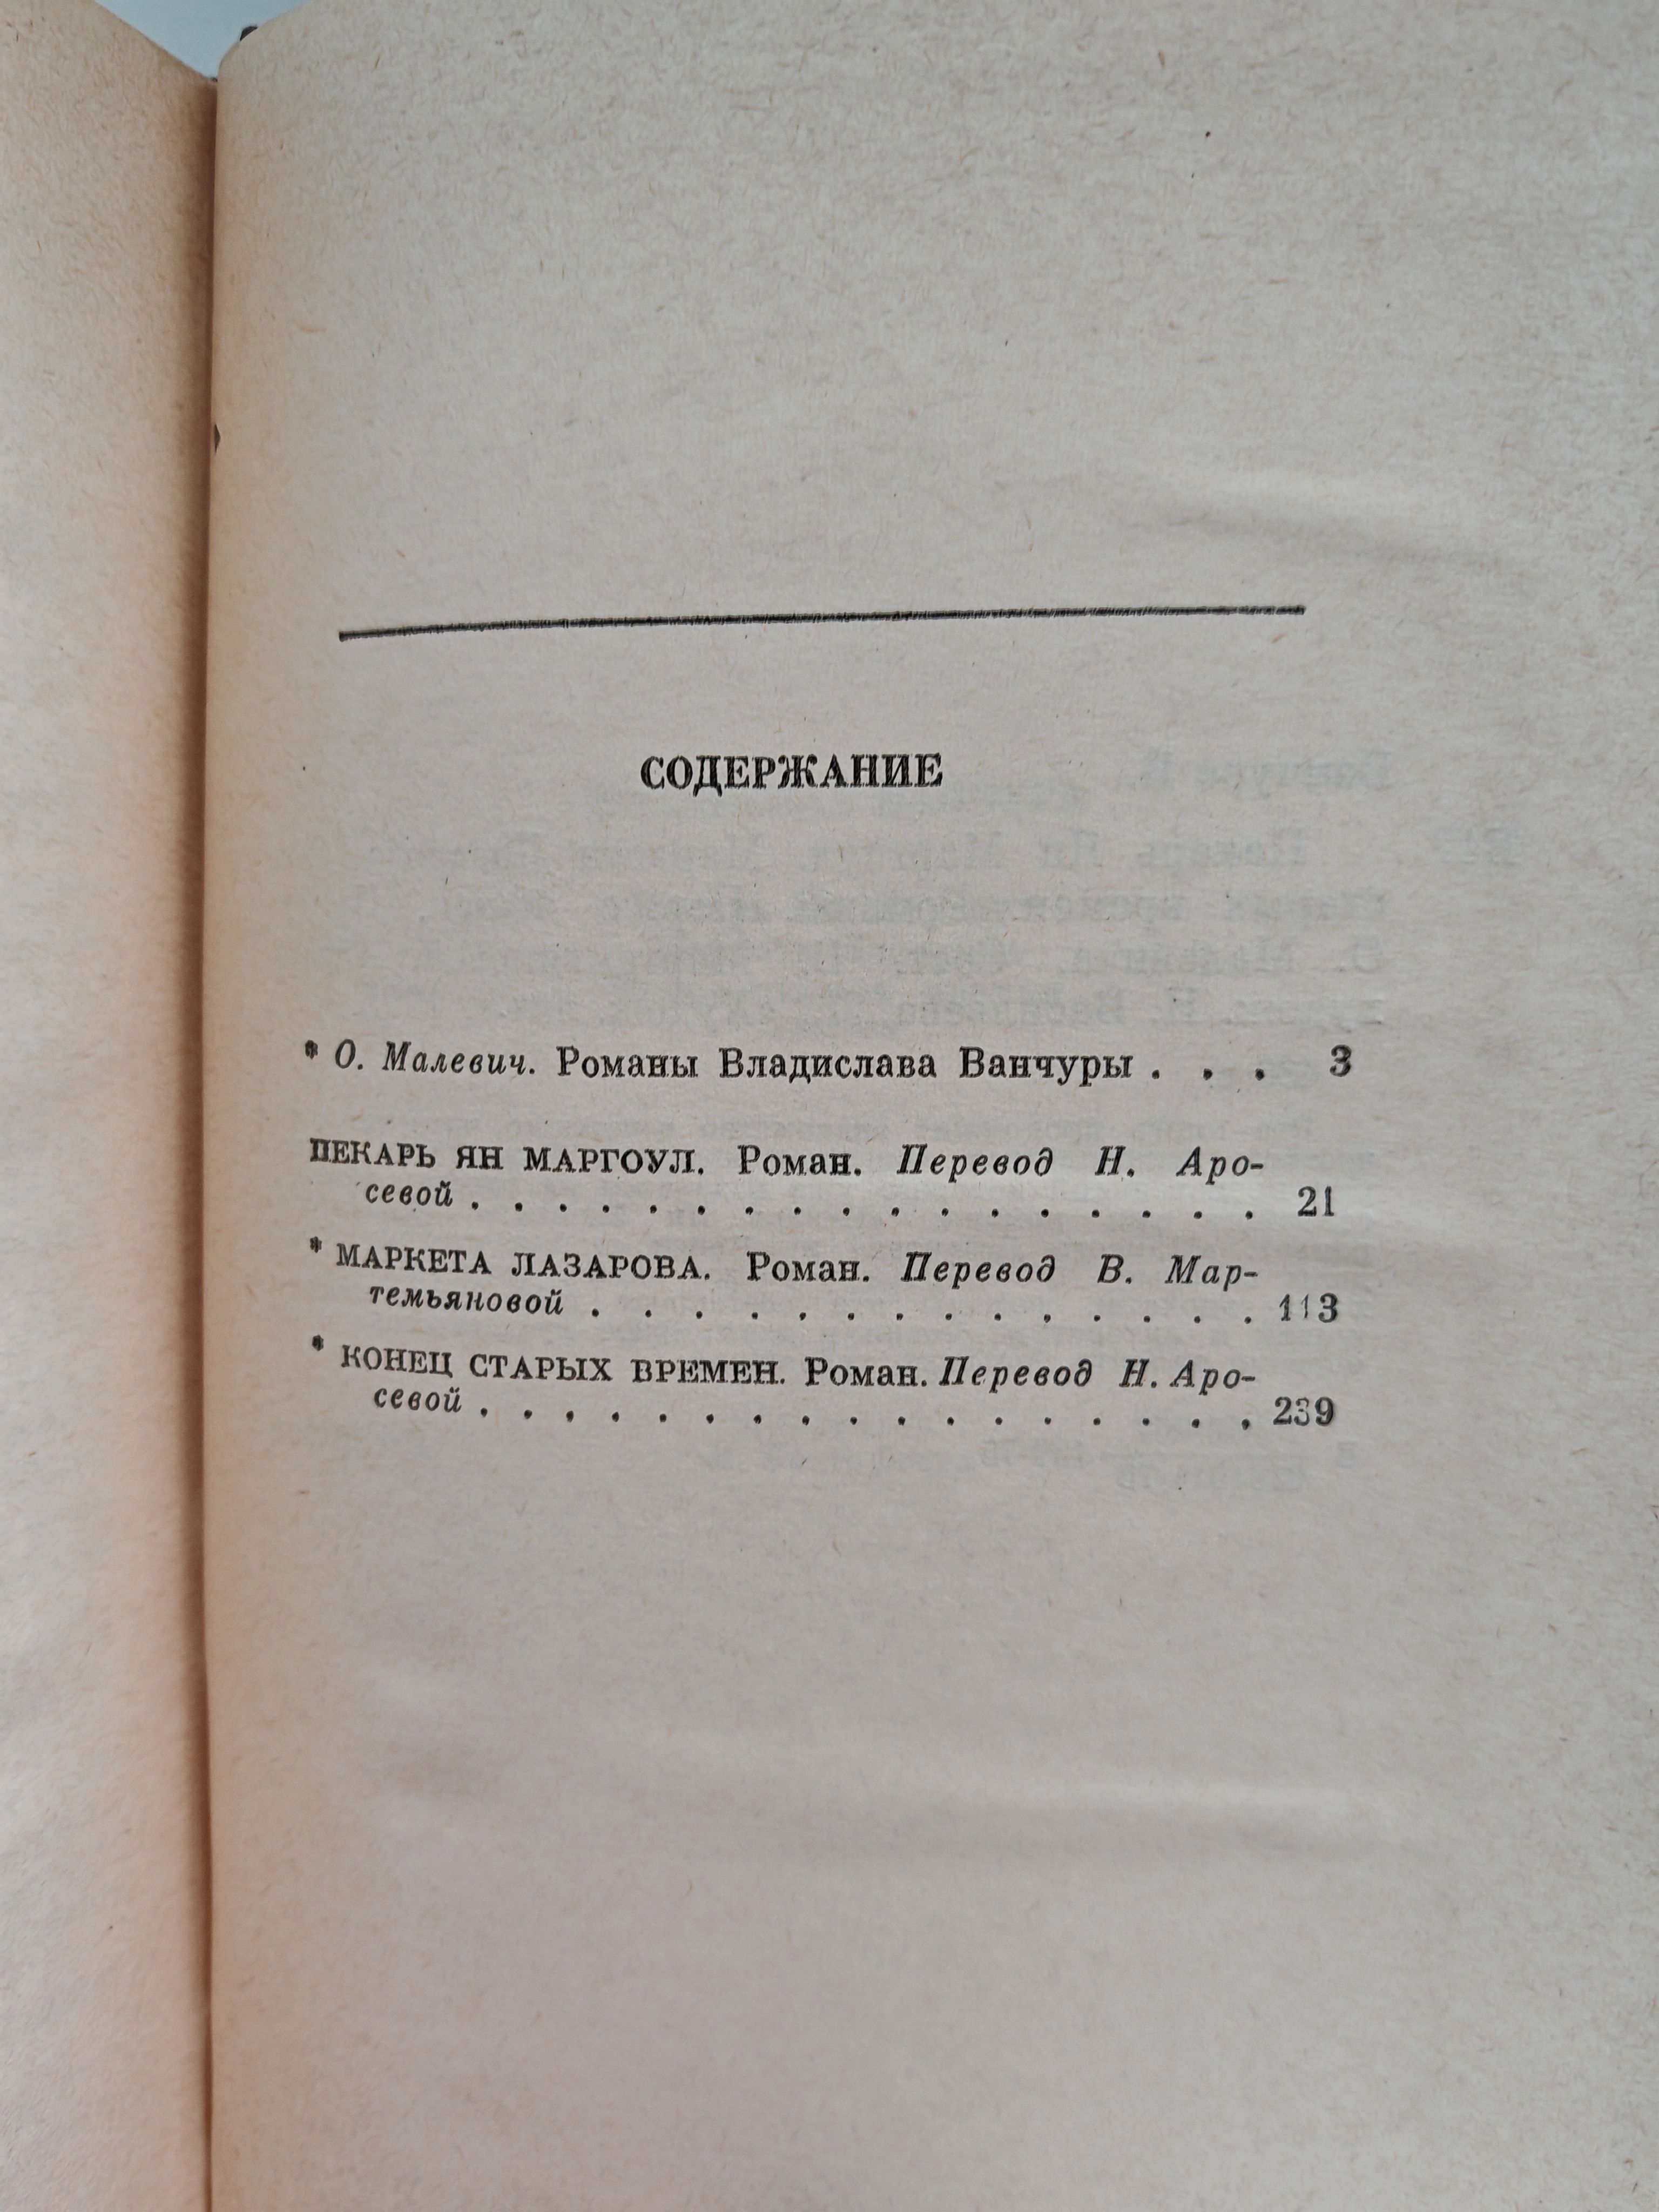 СОДЕРЖАНИЕ
* О. Малевич. Романы Владислава Ванчуры . . . 3
ПЕКАРЬ ЯН МАРГОУЛ. Роман. Перевод Н. Аро-
севой . . . . . . . . . . . . . . . . . 21
* МАРКЕТА ЛАЗАРОВА. Роман. Перевод В. Мар-
темьяновой . . . . . . . . . . . . . . 113
* КОНЕЦ СТАРЫХ ВРЕМЕН. Роман. Перевод Н. Аро-
севой . . . . . . . . . . . . . . . . . 239